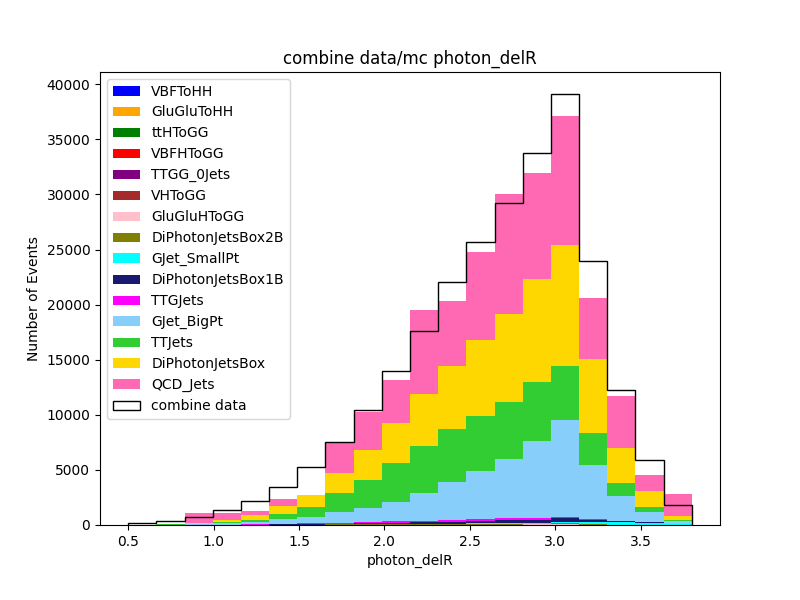 combine data/mc photon_delR
40000
35000
30000
25000
20000
15000
10000
5000
0
Number of Events
VBFToHH
GluGluToHH
ttHToGG
VBFHToGG
TTGG_0Jets
VHToGG
GluGluHToGG
DiPhotonJetsBox2B
GJet_SmallPt
DiPhotonJetsBox1B
TTGJets
GJet_BigPt
TTJets
DiPhotonJetsBox
QCD_Jets
combine data
0.5 1.0 1.5 2.0 2.5 3.0 3.5
photon_delR